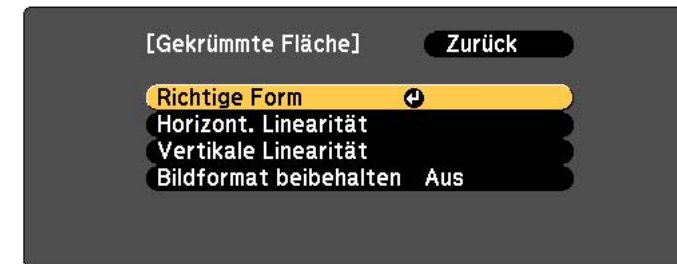 [Gekrümmte Fläche] Zurück
Richtige Form
Horizont. Linearität
Vertikale Linearität
Bildformat beibehalten Aus